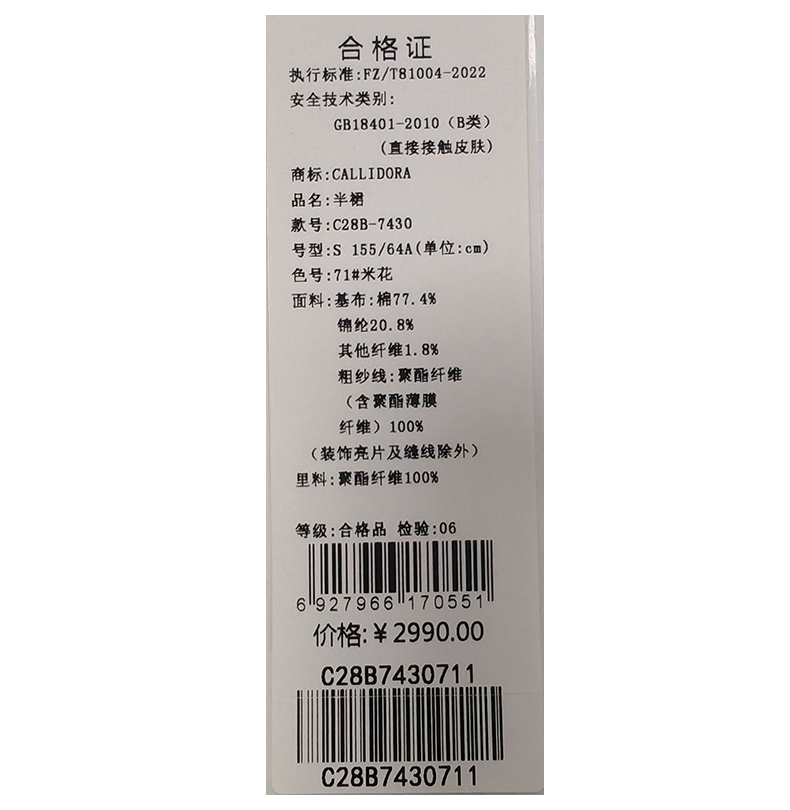 合格证
执行标准:FZ/T81004-2022
安全技术类别:
GB18401-2010（B类）
(直接接触皮肤)
商标:CALLIDORA
品名:半裙
款号:C28B-7430
号型:S 155/64A(单位:cm)
色号:71#米花
面料:基布:棉77.4%
锦纶20.8%
其他纤维1.8%
粗纱线:聚酯纤维
（含聚酯薄膜
纤维）100%
（装饰亮片及缝线除外）
里料:聚酯纤维100%
等级:合格品 检验:06
6 927966 170551
价格:￥2990.00
C28B7430711
C28B7430711